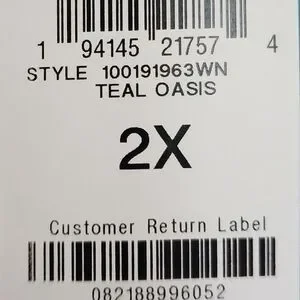 1 94145 21757 4
STYLE 100191963WN
TEAL OASIS
2X
Customer Return Label
082188996052